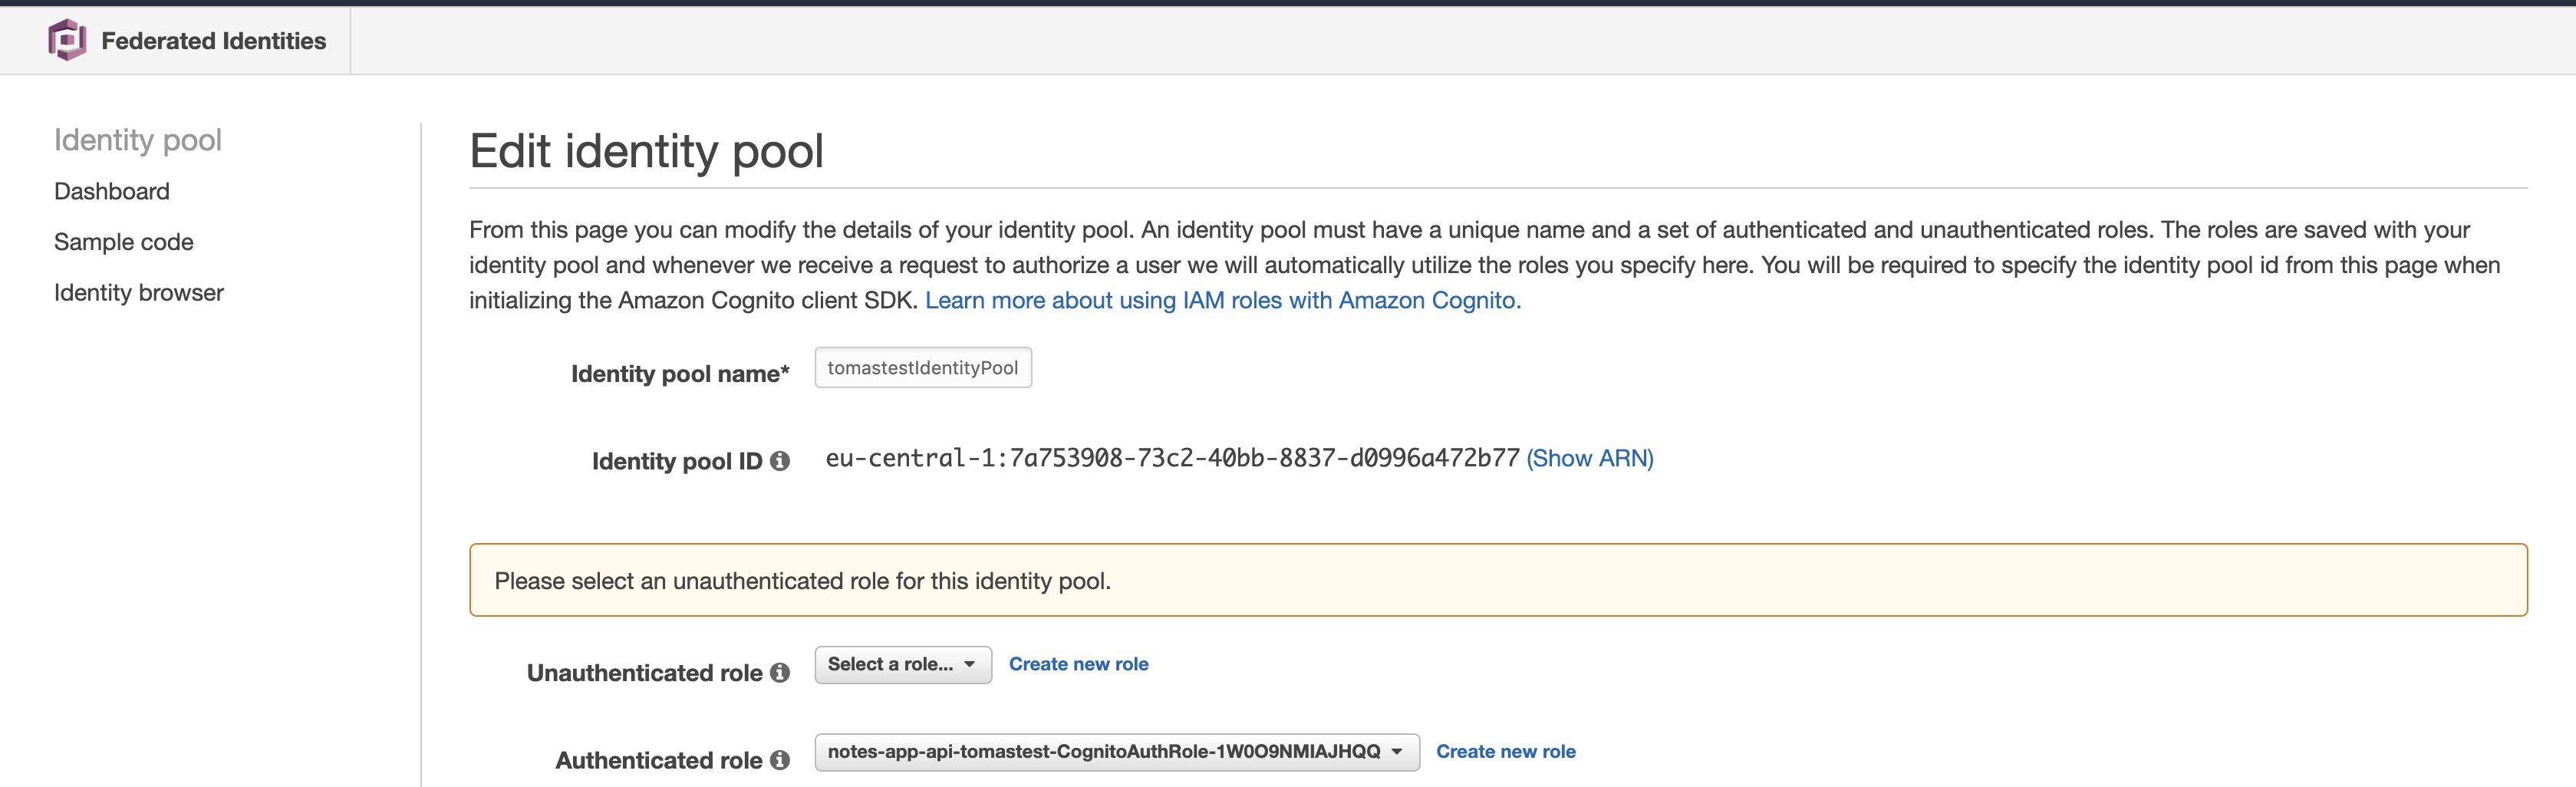 Federated Identities
Identity pool
Dashboard
Sample code
Identity browser
Edit identity pool
From this page you can modify the details of your identity pool. An identity pool must have a unique name and a set of authenticated and unauthenticated roles. The roles are saved with your
identity pool and whenever we receive a request to authorize a user we will automatically utilize the roles you specify here. You will be required to specify the identity pool id from this page when
initializing the Amazon Cognito client SDK. Learn more about using IAM roles with Amazon Cognito.
Identity pool name* tomastestIdentityPool
Identity pool ID eu-central-1:7a753908-73c2-40bb-8837-d0996a472b77 (Show ARN)
Please select an unauthenticated role for this identity pool.
Unauthenticated role Select a role... Create new role
Authenticated role notes-app-api-tomastest-CognitoAuthRole-1W0O9NMIAJHQQ Create new role